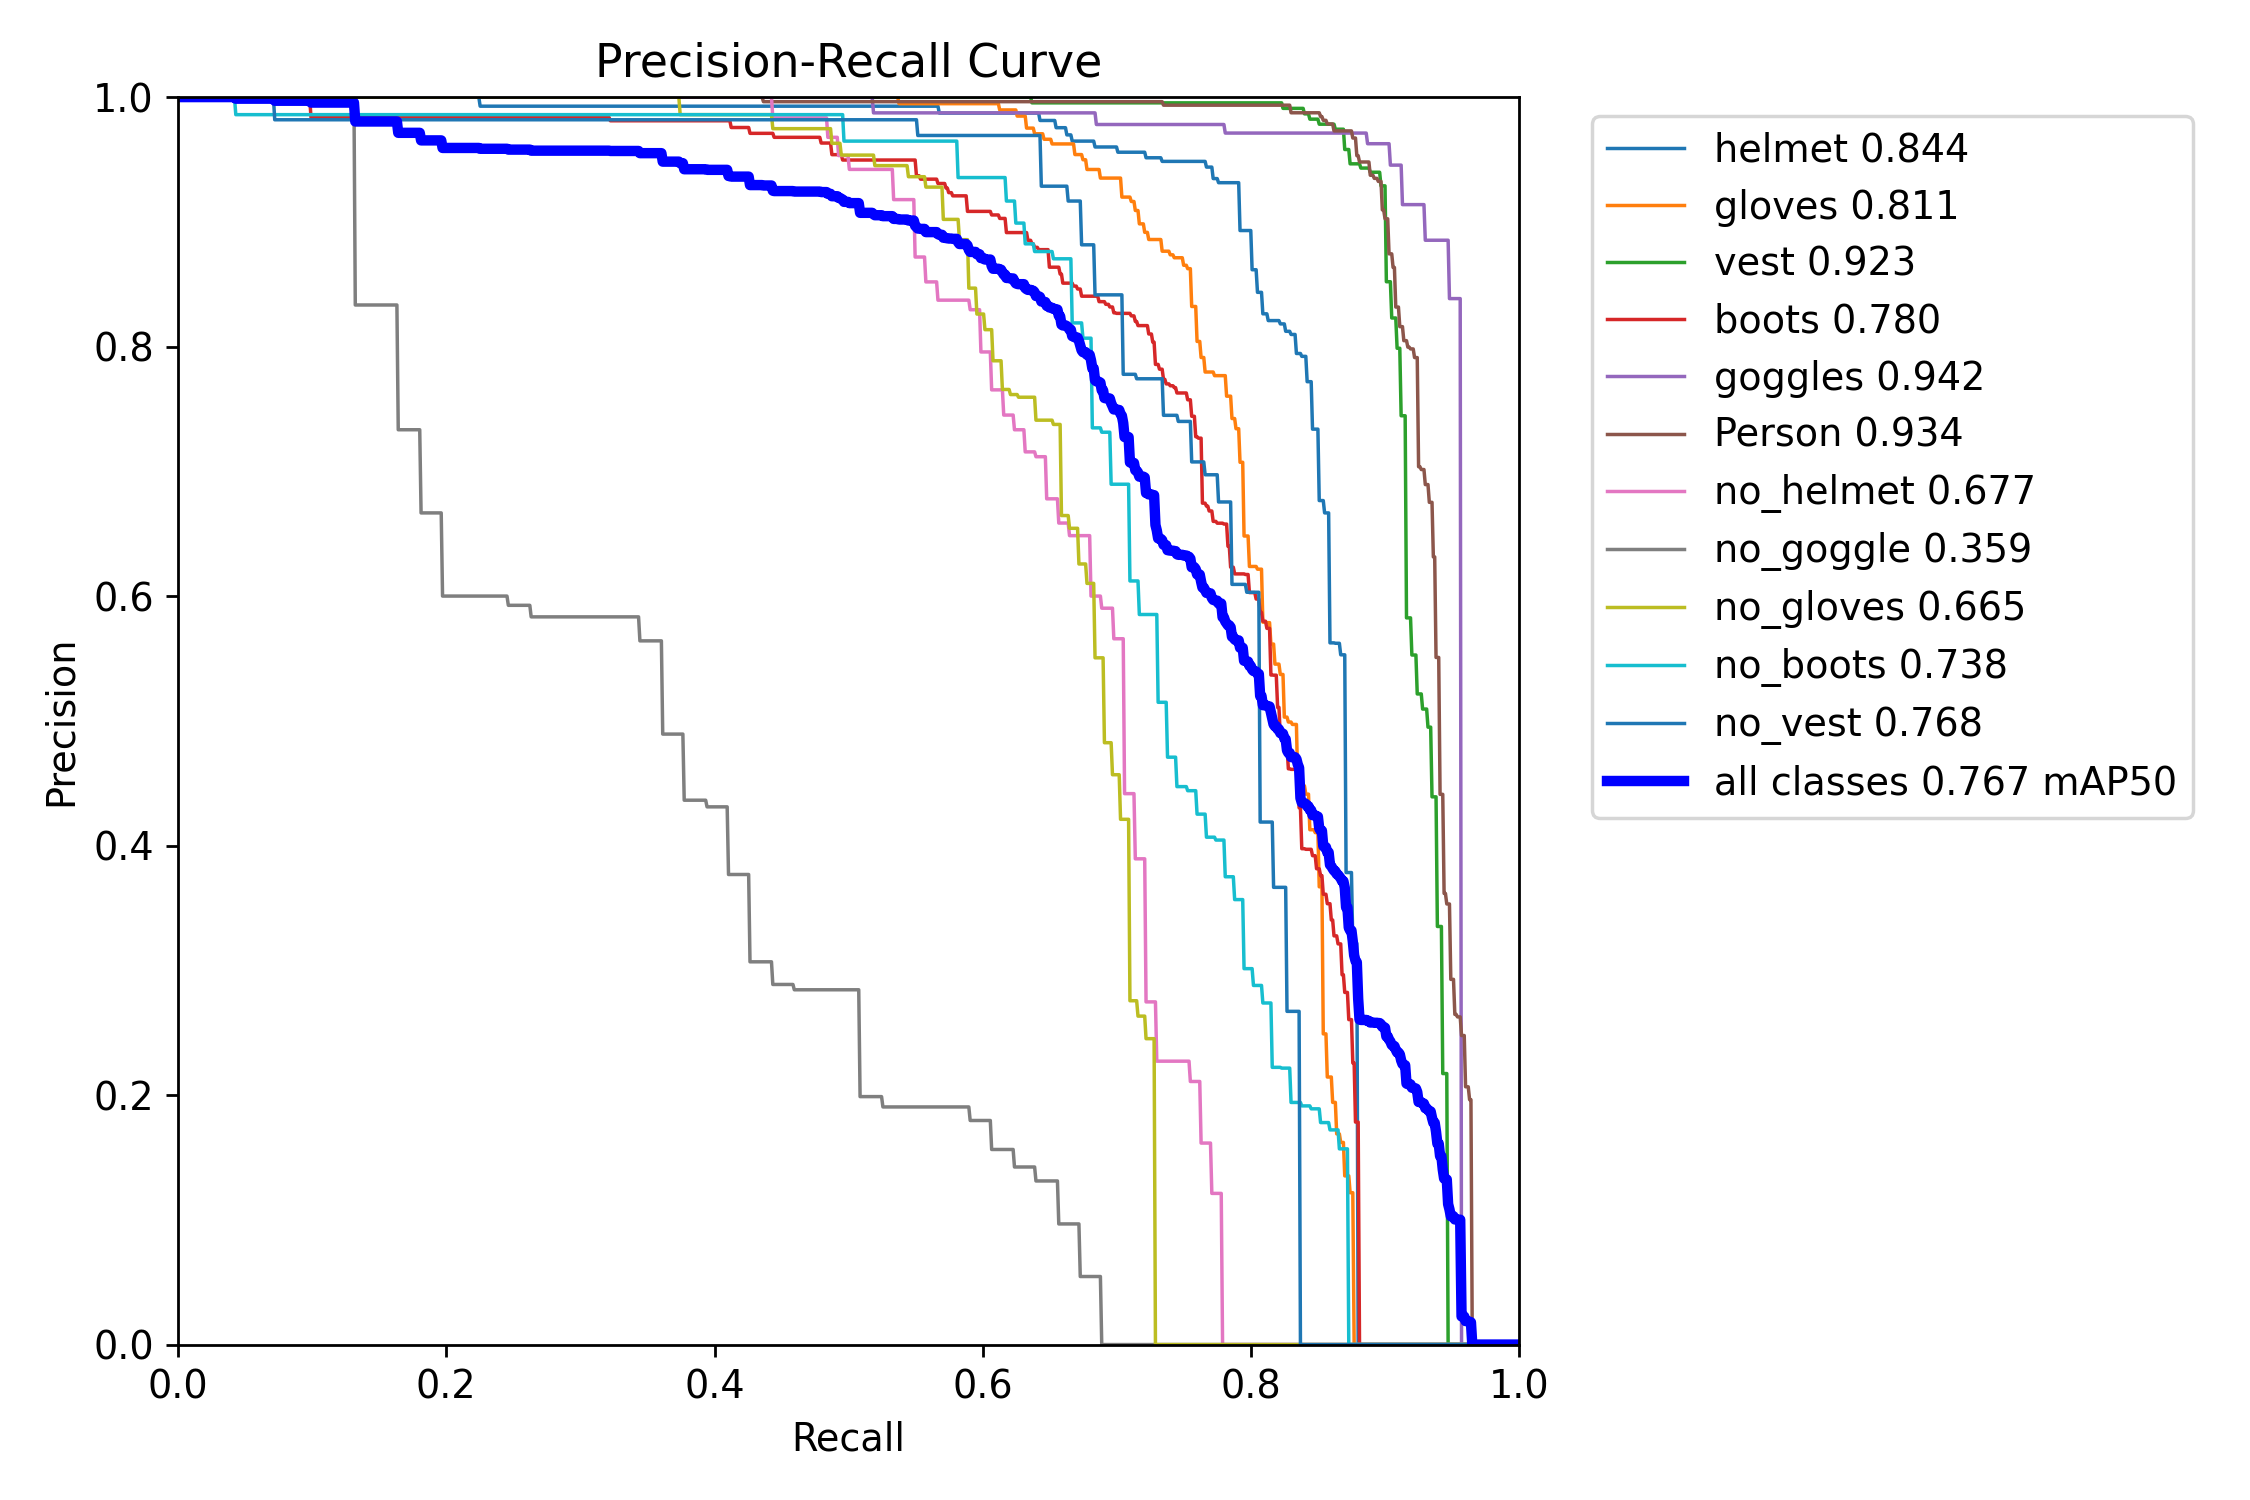 Precision-Recall Curve
1.0
0.8
0.6
0.4
0.2
0.0
Precision
0.0 0.2 0.4 0.6 0.8 1.0
Recall
helmet 0.844
gloves 0.811
vest 0.923
boots 0.780
goggles 0.942
Person 0.934
no_helmet 0.677
no_goggle 0.359
no_gloves 0.665
no_boots 0.738
no_vest 0.768
all classes 0.767 mAP50